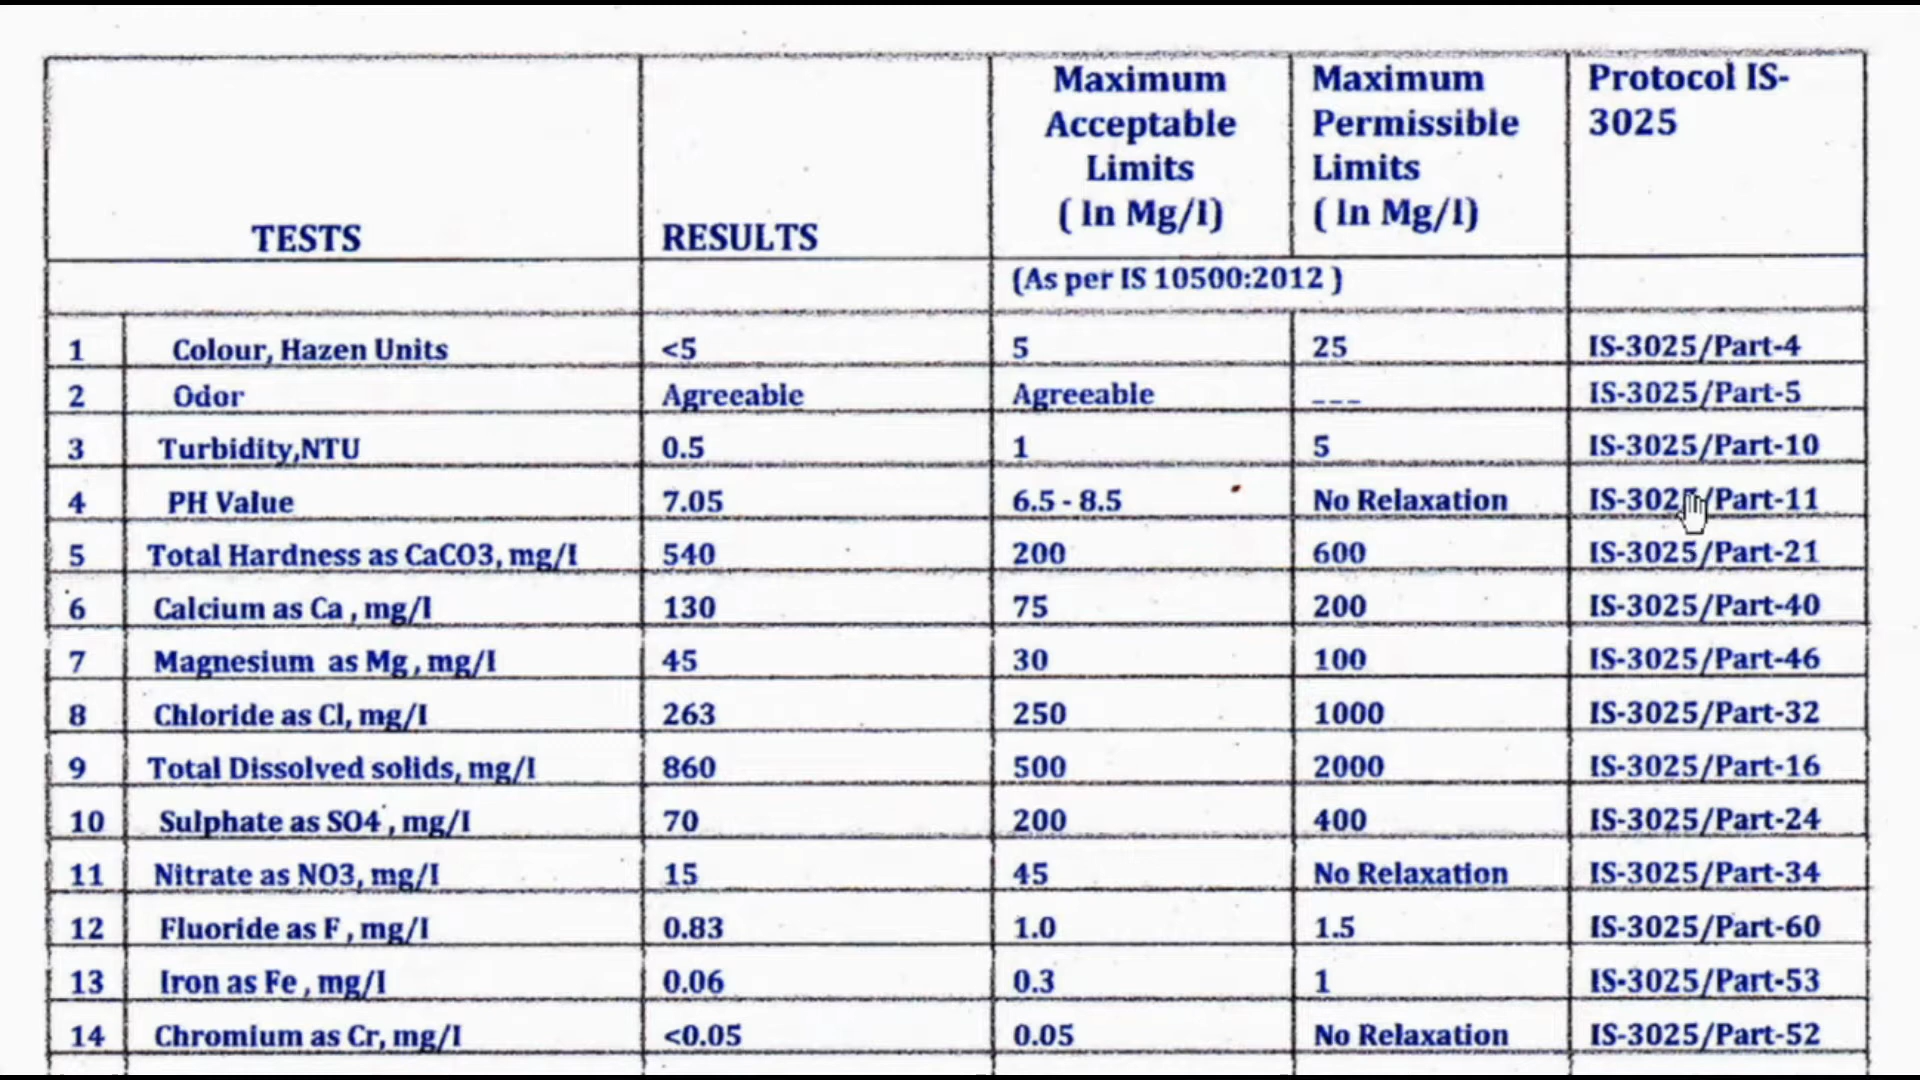 TESTS
RESULTS
Maximum
Acceptable
Limits
( In Mg/l)
Maximum
Permissible
Limits
( In Mg/l)
Protocol IS-
3025
(As per IS 10500:2012 )
1 Colour, Hazen Units <5 5 25 IS-3025/Part-4
2 Odor Agreeable Agreeable --- IS-3025/Part-5
3 Turbidity,NTU 0.5 1 5 IS-3025/Part-10
4 PH Value 7.05 6.5 - 8.5 No Relaxation IS-3025/Part-11
5 Total Hardness as CaCO3, mg/l 540 200 600 IS-3025/Part-21
6 Calcium as Ca , mg/l 130 75 200 IS-3025/Part-40
7 Magnesium as Mg , mg/l 45 30 100 IS-3025/Part-46
8 Chloride as Cl, mg/l 263 250 1000 IS-3025/Part-32
9 Total Dissolved solids, mg/l 860 500 2000 IS-3025/Part-16
10 Sulphate as SO4 , mg/l 70 200 400 IS-3025/Part-24
11 Nitrate as NO3, mg/l 15 45 No Relaxation IS-3025/Part-34
12 Fluoride as F , mg/l 0.83 1.0 1.5 IS-3025/Part-60
13 Iron as Fe , mg/l 0.06 0.3 1 IS-3025/Part-53
14 Chromium as Cr, mg/l <0.05 0.05 No Relaxation IS-3025/Part-52